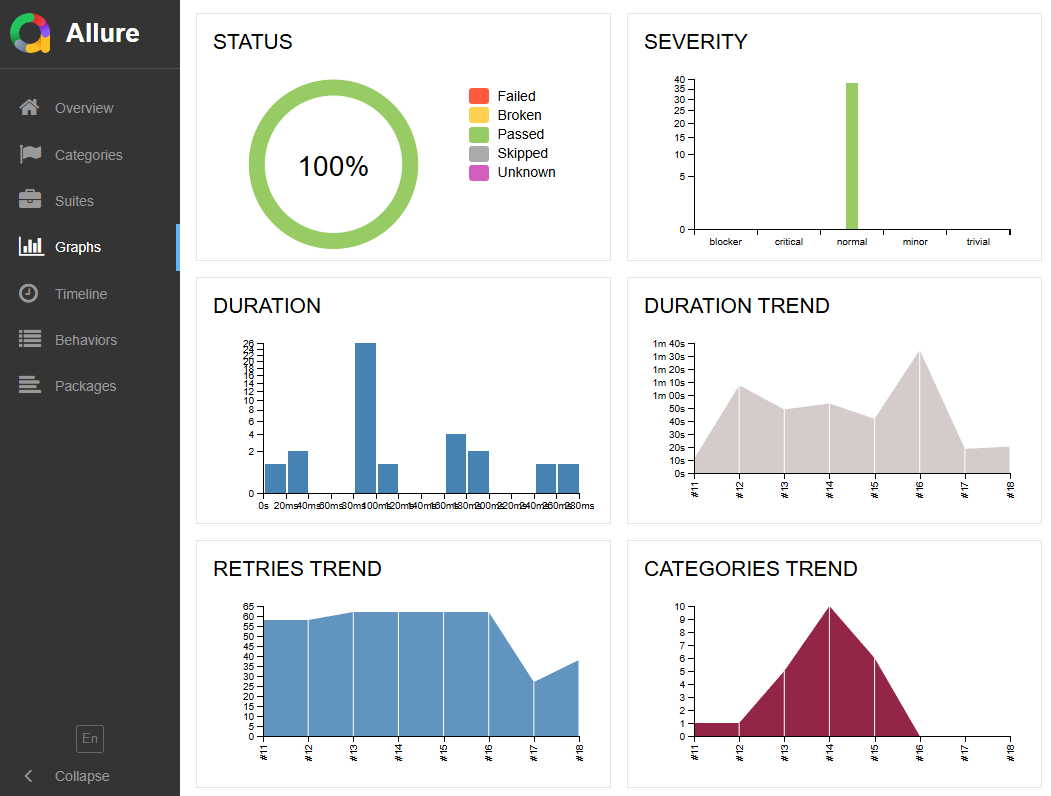 Allure
Overview
Categories
Suites
Graphs
Timeline
Behaviors
Packages
En
Collapse
STATUS
100%
Failed
Broken
Passed
Skipped
Unknown
SEVERITY
40
35
30
25
20
15
10
5
0
blocker critical normal minor trivial
DURATION
26
24
22
20
18
16
14
12
10
8
6
4
2
0
0s 20ms 40ms 60ms 80ms 100ms 120ms 140ms 160ms 180ms 200ms 220ms 240ms 260ms 280ms
DURATION TREND
1m 40s
1m 30s
1m 20s
1m 10s
1m 00s
50s
40s
30s
20s
10s
0s
#11 #12 #13 #14 #15 #16 #17 #18
RETRIES TREND
65
60
55
50
45
40
35
30
25
20
15
10
5
0
#11 #12 #13 #14 #15 #16 #17 #18
CATEGORIES TREND
10
9
8
7
6
5
4
3
2
1
0
#11 #12 #13 #14 #15 #16 #17 #18